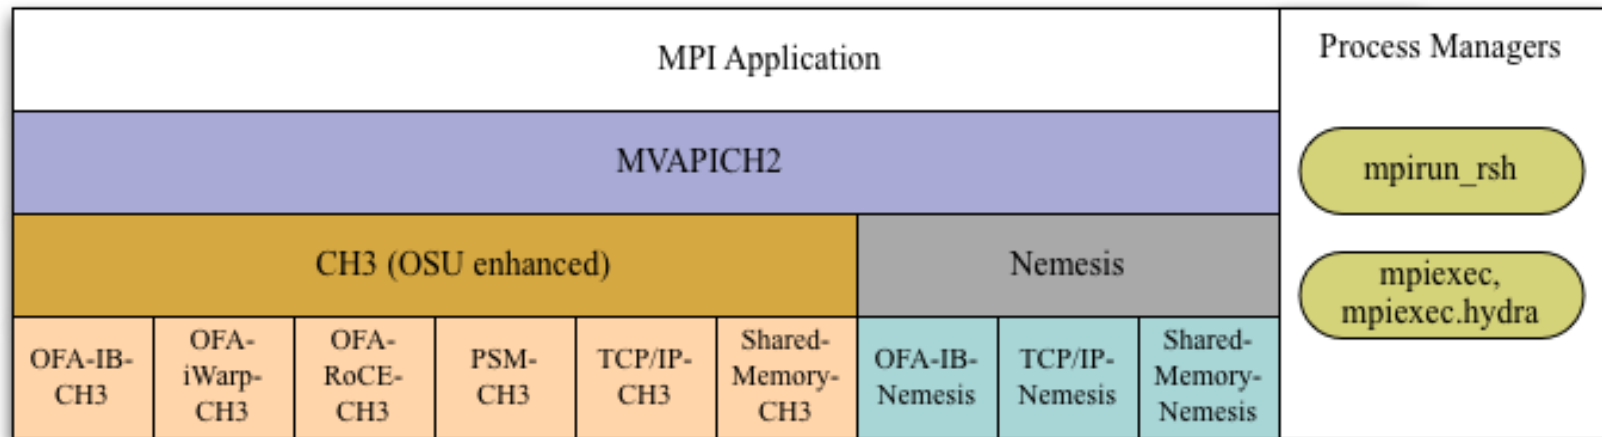 MPI Application
Process Managers
MVAPICH2
mpirun_rsh
CH3 (OSU enhanced)
Nemesis
mpiexec,
mpiexec.hydra
OFA-IB-
CH3
OFA-
iWarp-
CH3
OFA-
RoCE-
CH3
PSM-
CH3
TCP/IP-
CH3
Shared-
Memory-
CH3
OFA-IB-
Nemesis
TCP/IP-
Nemesis
Shared-
Memory-
Nemesis